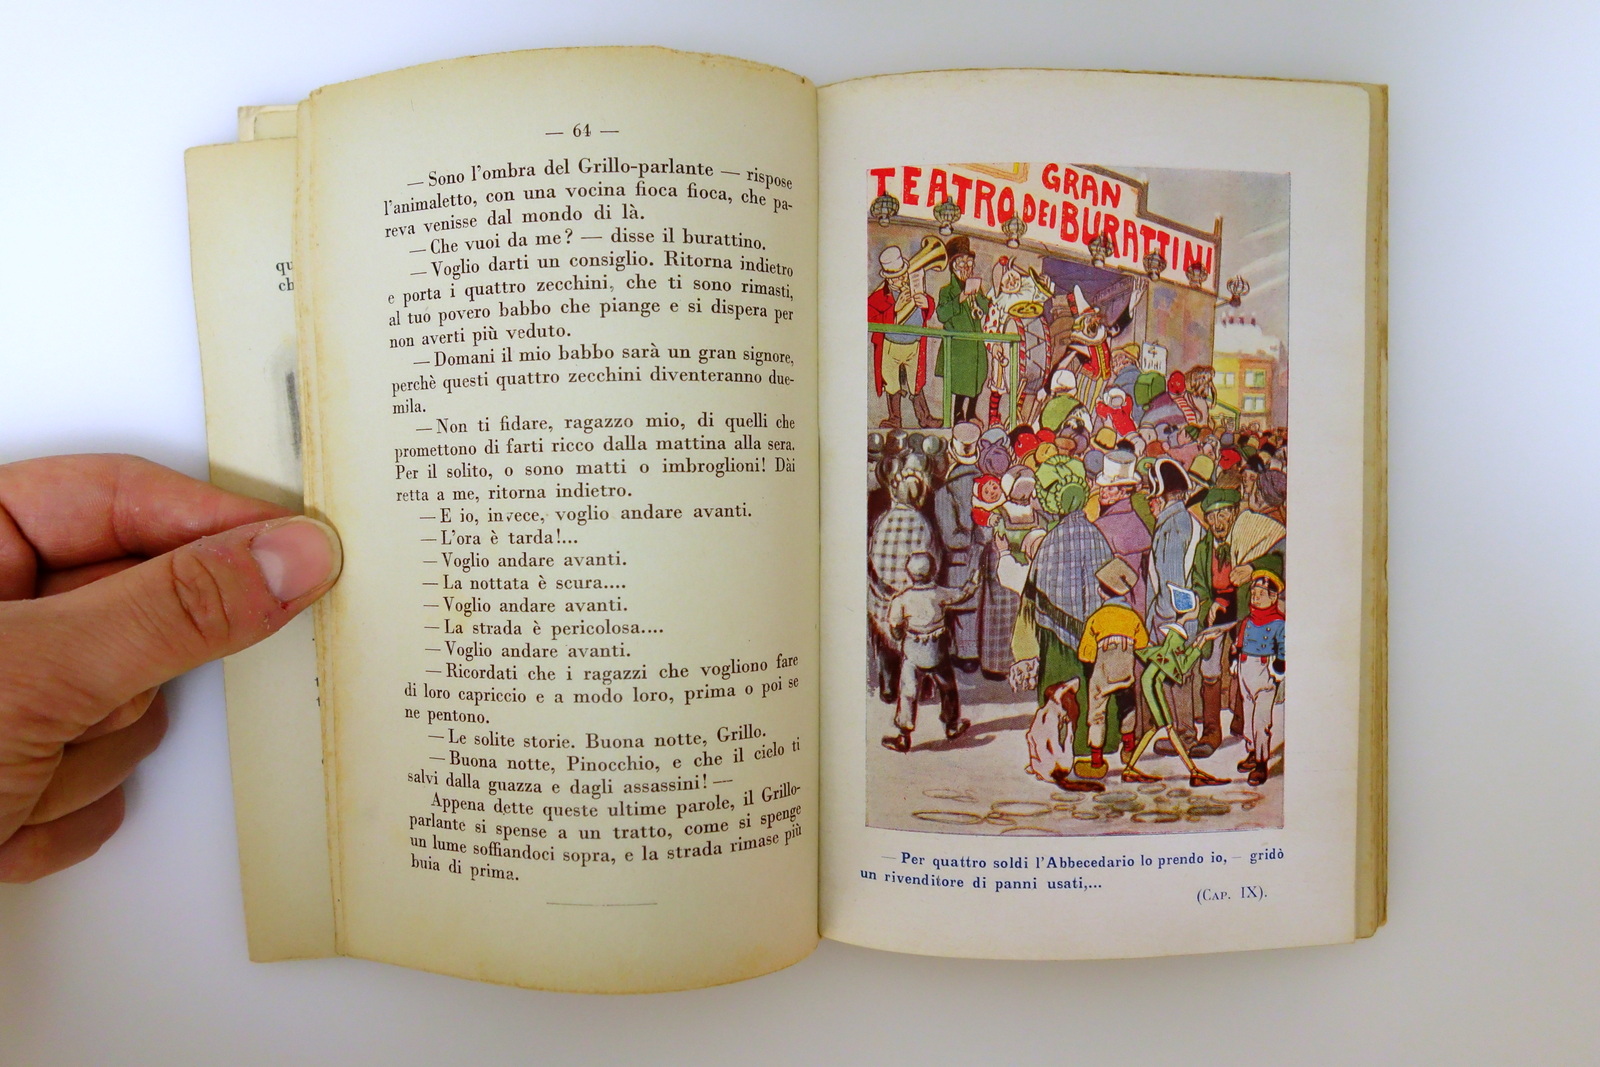 qu
ch
— 64 —
— Sono l'ombra del Grillo-parlante — rispose
l'animaletto, con una vocina fioca fioca, che pa-
reva venisse dal mondo di là.
— Che vuoi da me? — disse il burattino.
— Voglio darti un consiglio. Ritorna indietro
e porta i quattro zecchini, che ti sono rimasti,
al tuo povero babbo che piange e si dispera per
non averti più veduto.
— Domani il mio babbo sarà un gran signore,
perchè questi quattro zecchini diventeranno due-
mila.
— Non ti fidare, ragazzo mio, di quelli che
promettono di farti ricco dalla mattina alla sera.
Per il solito, o sono matti o imbroglioni! Dài
retta a me, ritorna indietro.
— E io, invece, voglio andare avanti.
— L'ora è tarda!...
— Voglio andare avanti.
— La nottata è scura....
— Voglio andare avanti.
— La strada è pericolosa....
— Voglio andare avanti.
— Ricordati che i ragazzi che vogliono fare
di loro capriccio e a modo loro, prima o poi se
ne pentono.
— Le solite storie. Buona notte, Grillo.
— Buona notte, Pinocchio, e che il cielo ti
salvi dalla guazza e dagli assassini! —
Appena dette queste ultime parole, il Grillo-
parlante si spense a un tratto, come si spenge
un lume soffiandoci sopra, e la strada rimase più
buia di prima.
GRAN
TEATRO DEI BURATTINI
— Per quattro soldi l'Abbecedario lo prendo io, — gridò
un rivenditore di panni usati,...
(CAP. IX).